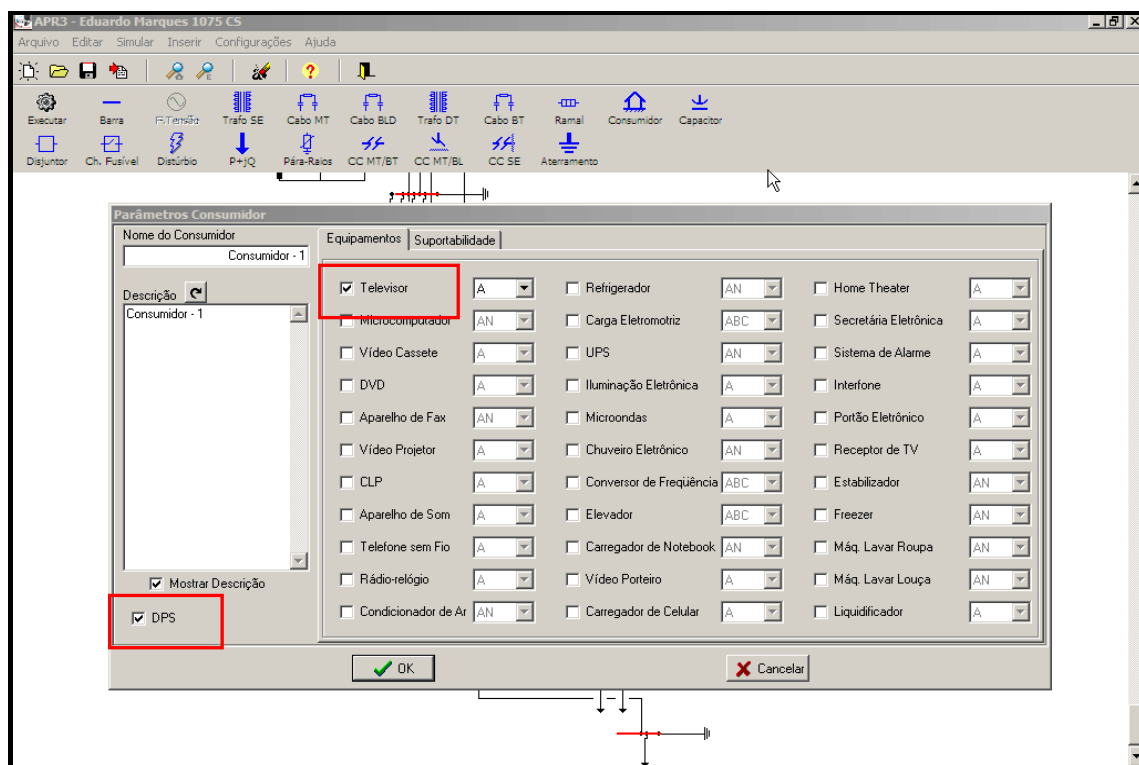 APR3 - Eduardo Marques 1075 CS
Arquivo Editar Simular Inserir Configurações Ajuda
Executar Barra F.Tensão Trafo SE Cabo MT Cabo BLD Trafo DT Cabo BT Ramal Consumidor Capacitor
Disjuntor Ch. Fusível Distúrbio P+jQ Pára-Raios CC MT/BT CC MT/BL CC SE Aterramento
Parâmetros Consumidor
Nome do Consumidor
Consumidor - 1
Descrição
Consumidor - 1
Mostrar Descrição
DPS
Equipamentos Suportabilidade
Televisor A Refrigerador AN Home Theater A
Microcomputador AN Carga Eletromotriz ABC Secretária Eletrônica A
Vídeo Cassete A UPS AN Sistema de Alarme A
DVD A Iluminação Eletrônica A Interfone A
Aparelho de Fax AN Microondas A Portão Eletrônico A
Vídeo Projetor A Chuveiro Eletrônico AN Receptor de TV A
CLP A Conversor de Freqüência ABC Estabilizador AN
Aparelho de Som A Elevador ABC Freezer AN
Telefone sem Fio A Carregador de Notebook AN Máq. Lavar Roupa AN
Rádio-relógio A Vídeo Porteiro A Máq. Lavar Louça AN
Condicionador de Ar AN Carregador de Celular A Liquidificador A
OK Cancelar